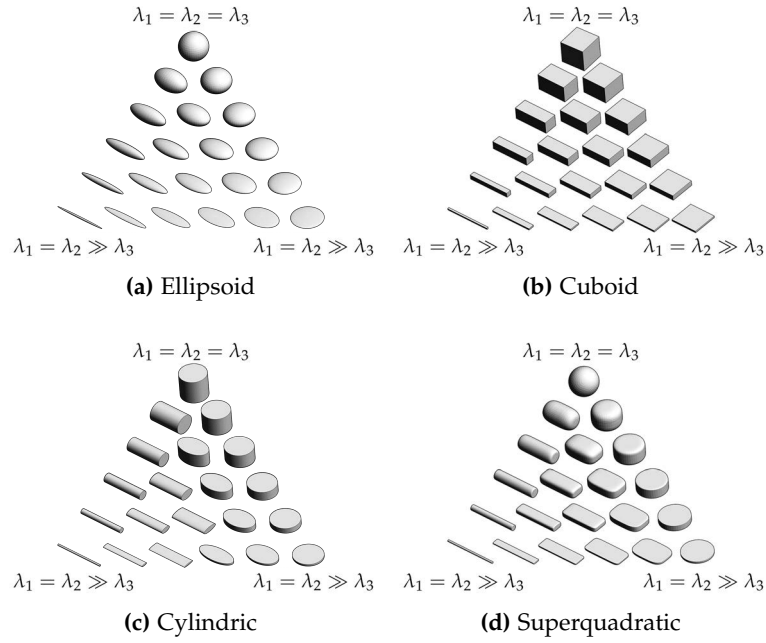 λ₁ = λ₂ = λ₃ λ₁ = λ₂ = λ₃
λ₁ = λ₂ ≫ λ₃ λ₁ = λ₂ ≫ λ₃ λ₁ = λ₂ ≫ λ₃ λ₁ = λ₂ ≫ λ₃
(a) Ellipsoid (b) Cuboid
λ₁ = λ₂ = λ₃ λ₁ = λ₂ = λ₃
λ₁ = λ₂ ≫ λ₃ λ₁ = λ₂ ≫ λ₃ λ₁ = λ₂ ≫ λ₃ λ₁ = λ₂ ≫ λ₃
(c) Cylindric (d) Superquadratic